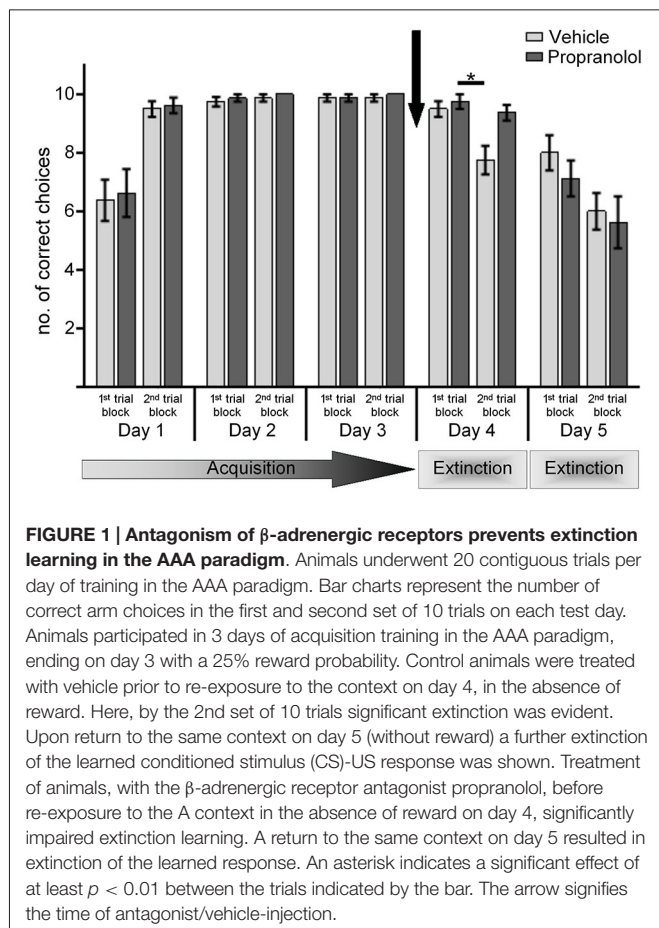 Vehicle
Propranolol
*
10
8
6
4
2
no. of correct choices
1st trial block 2nd trial block 1st trial block 2nd trial block 1st trial block 2nd trial block 1st trial block 2nd trial block 1st trial block 2nd trial block
Day 1 Day 2 Day 3 Day 4 Day 5
Acquisition Extinction Extinction
FIGURE 1 | Antagonism of β-adrenergic receptors prevents extinction
learning in the AAA paradigm. Animals underwent 20 contiguous trials per
day of training in the AAA paradigm. Bar charts represent the number of
correct arm choices in the first and second set of 10 trials on each test day.
Animals participated in 3 days of acquisition training in the AAA paradigm,
ending on day 3 with a 25% reward probability. Control animals were treated
with vehicle prior to re-exposure to the context on day 4, in the absence of
reward. Here, by the 2nd set of 10 trials significant extinction was evident.
Upon return to the same context on day 5 (without reward) a further extinction
of the learned conditioned stimulus (CS)-US response was shown. Treatment
of animals, with the β-adrenergic receptor antagonist propranolol, before
re-exposure to the A context in the absence of reward on day 4, significantly
impaired extinction learning. A return to the same context on day 5 resulted in
extinction of the learned response. An asterisk indicates a significant effect of
at least p < 0.01 between the trials indicated by the bar. The arrow signifies
the time of antagonist/vehicle-injection.